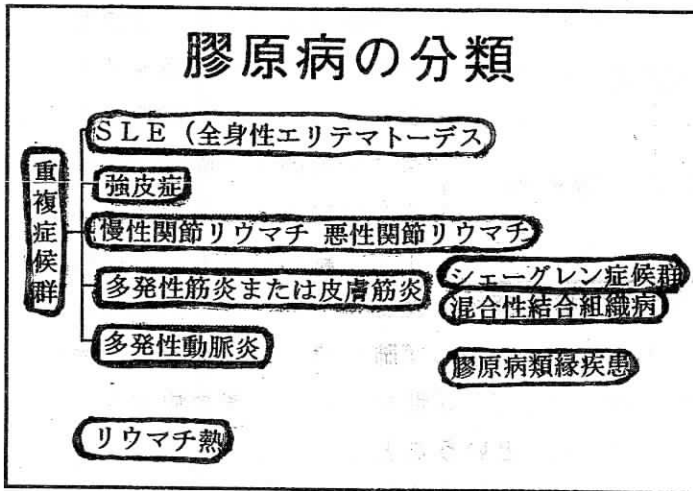 膠原病の分類
SLE (全身性エリテマトーデス
重複症候群
強皮症
慢性関節リヴマチ 悪性関節リウマチ
シェーグレン症候群
多発性筋炎または皮膚筋炎
混合性結合組織病
多発性動脈炎
膠原病類縁疾患
リウマチ熱